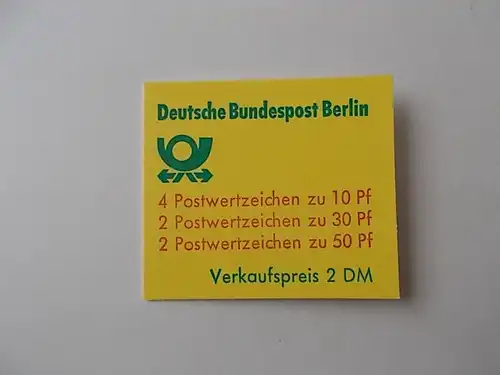 Deutsche Bundespost Berlin
4 Postwertzeichen zu 10 Pf
2 Postwertzeichen zu 30 Pf
2 Postwertzeichen zu 50 Pf
Verkaufspreis 2 DM